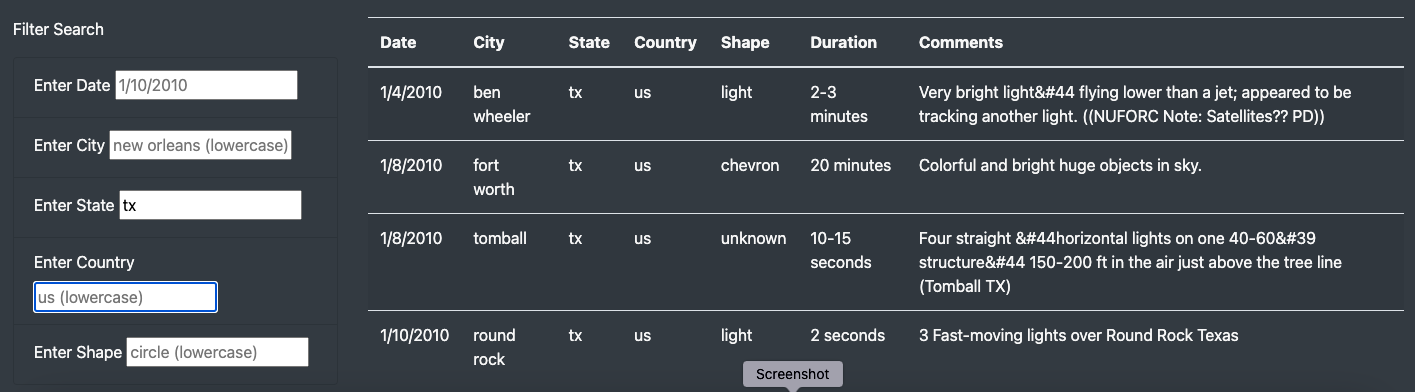 Filter Search
Enter Date 1/10/2010
Enter City new orleans (lowercase)
Enter State tx
Enter Country
us (lowercase)
Enter Shape circle (lowercase)
Date City State Country Shape Duration Comments
1/4/2010 ben tx us light 2-3 Very bright light&#44 flying lower than a jet; appeared to be
wheeler minutes tracking another light. ((NUFORC Note: Satellites?? PD))
1/8/2010 fort tx us chevron 20 minutes Colorful and bright huge objects in sky.
worth
1/8/2010 tomball tx us unknown 10-15 Four straight &#44horizontal lights on one 40-60&#39
seconds structure&#44 150-200 ft in the air just above the tree line
(Tomball TX)
1/10/2010 round tx us light 2 seconds 3 Fast-moving lights over Round Rock Texas
rock
Screenshot